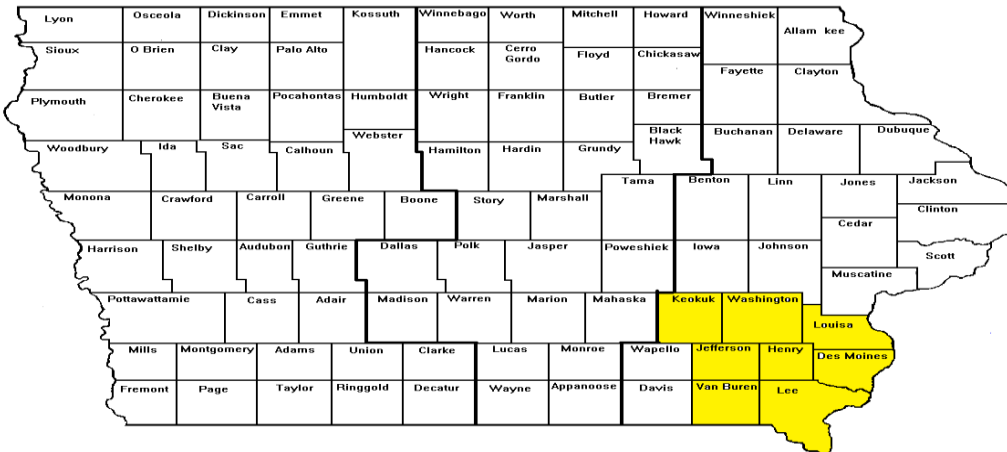 Lyon Osceola Dickinson Emmet Kossuth Winnebago Worth Mitchell Howard Winneshiek
Allam kee
Sioux O Brien Clay Palo Alto Hancock Cerro Floyd Chickasaw
Gordo
Fayette Clayton
Plymouth Cherokee Buena Pocahontas Humboldt Wright Franklin Butler Bremer
Vista
Webster Black Buchanan Delaware Dubuque
Hawk
Woodbury Ida Sac Calhoun Hamilton Hardin Grundy
Tama Benton Linn Jones Jackson
Monona Crawford Carroll Greene Boone Story Marshall
Clinton
Cedar
Harrison Shelby Audubon Guthrie Dallas Polk Jasper Poweshiek Iowa Johnson
Scott
Muscatine
Pottawattamie Cass Adair Madison Warren Marion Mahaska Keokuk Washington
Louisa
Mills Montgomery Adams Union Clarke Lucas Monroe Wapello Jefferson Henry
Des Moines
Fremont Page Taylor Ringgold Decatur Wayne Appanoose Davis Van Buren Lee